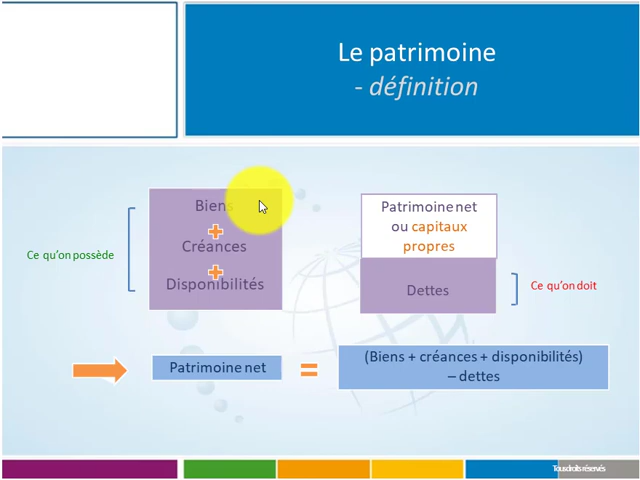 Le patrimoine
- définition
Ce qu'on possède
Biens
+
Créances
+
Disponibilités
Patrimoine net
ou capitaux
propres
Dettes
Ce qu'on doit
Patrimoine net
=
(Biens + créances + disponibilités)
– dettes
Tous droits réservés